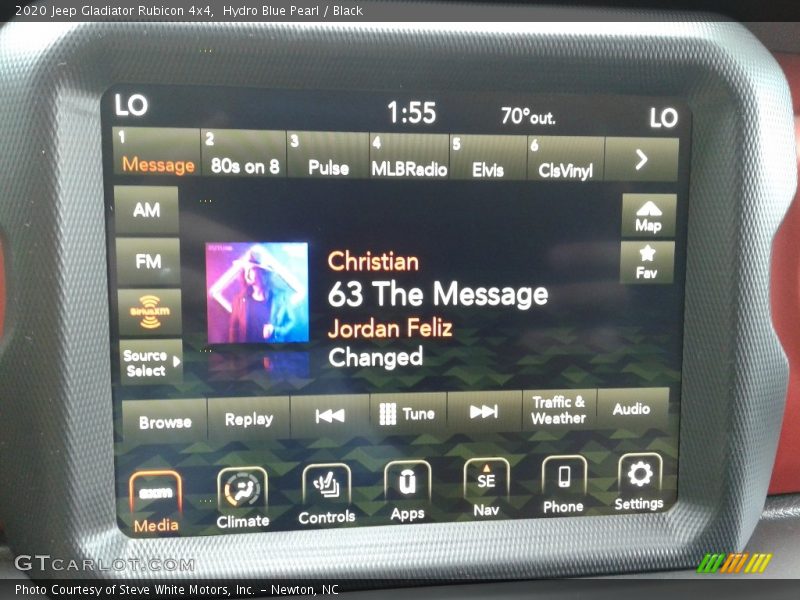 2020 Jeep Gladiator Rubicon 4x4, Hydro Blue Pearl / Black
LO 1:55 70°out. LO
1 Message 2 80s on 8 3 Pulse 4 MLBRadio 5 Elvis 6 ClsVinyl
AM
Map
FM
Fav
Christian
63 The Message
SiriusXM
Jordan Feliz
Source Select
Changed
Browse Replay Tune Traffic & Weather Audio
SE
Media Climate Controls Apps Nav Phone Settings
GTcarlot.com
Photo Courtesy of Steve White Motors, Inc. – Newton, NC